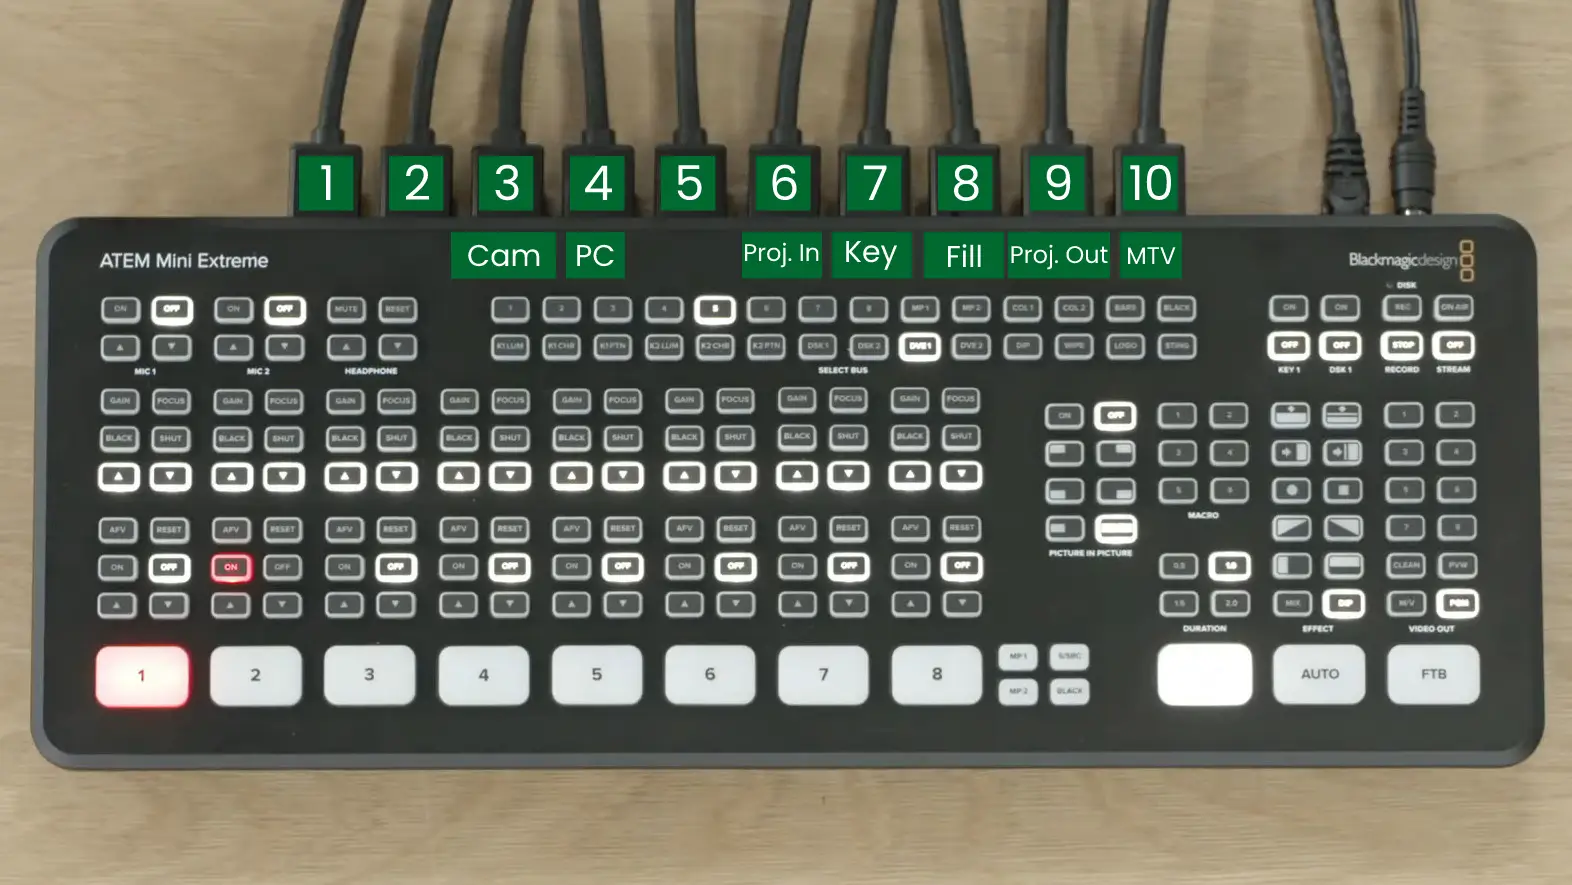 1 2 3 4 5 6 7 8 9 10
Cam PC Proj. In Key Fill Proj. Out MTV
ATEM Mini Extreme
Blackmagicdesign
DISK
ON OFF ON OFF MUTE RESET 1 2 3 4 5 6 7 8 MP1 MP2 COL1 COL2 BARS BLACK ON ON REC ON AIR
K1 LUM K1 CHR K1 PTN K2 LUM K2 CHR K2 PTN DSK 1 DSK 2 DVE1 DVE2 DIP WIPE LOGO STING OFF OFF STOP OFF
MIC 1 MIC 2 HEADPHONE SELECT BUS KEY 1 DSK 1 RECORD STREAM
GAIN FOCUS GAIN FOCUS GAIN FOCUS GAIN FOCUS GAIN FOCUS GAIN FOCUS GAIN FOCUS GAIN FOCUS ON OFF 1 2 1 2
BLACK SHUT BLACK SHUT BLACK SHUT BLACK SHUT BLACK SHUT BLACK SHUT BLACK SHUT BLACK SHUT 3 4 3 4
5 6 5 6
MACRO
AFV RESET AFV RESET AFV RESET AFV RESET AFV RESET AFV RESET AFV RESET AFV RESET 7 8
PICTURE IN PICTURE
ON OFF ON OFF ON OFF ON OFF ON OFF ON OFF ON OFF ON OFF 0.5 1.0 CLEAN PVW
1.5 2.0 MIX DIP M/V PGM
DURATION EFFECT VIDEO OUT
1 2 3 4 5 6 7 8 MP1 S/SRC AUTO FTB
MP2 BLACK